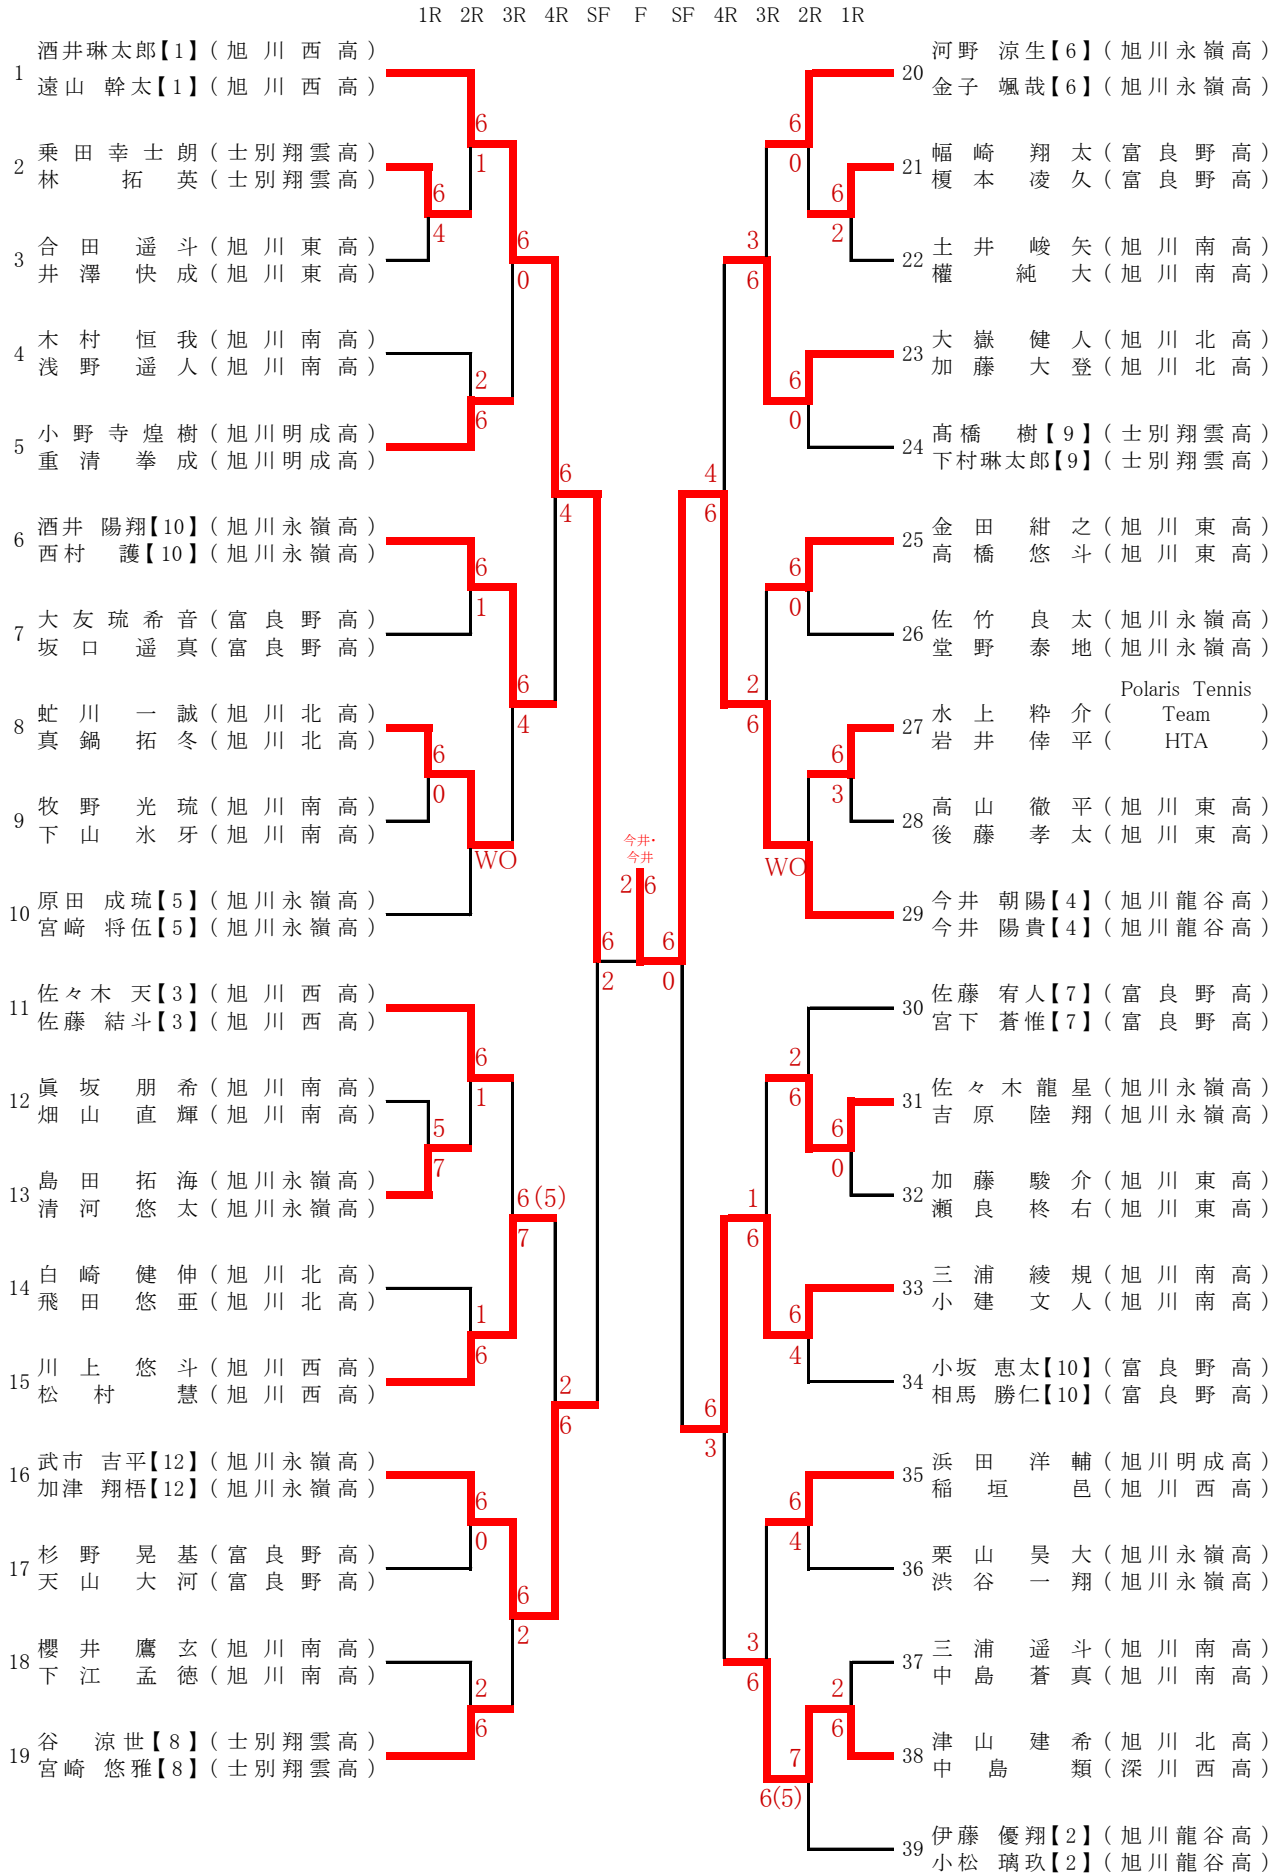 1R 2R 3R 4R SF F SF 4R 3R 2R 1R
1 酒井琳太郎【1】(旭川西高)
遠山 幹太【1】(旭川西高)
2 乗田幸士朗(士別翔雲高)
林 拓英(士別翔雲高)
3 合田遥斗(旭川東高)
井澤快成(旭川東高)
4 木村恒我(旭川南高)
浅野遥人(旭川南高)
5 小野寺煌樹(旭川明成高)
重清拳成(旭川明成高)
6 酒井 陽翔【10】(旭川永嶺高)
西村 護【10】(旭川永嶺高)
7 大友琉希音(富良野高)
坂口遥真(富良野高)
8 虻川一誠(旭川北高)
真鍋拓冬(旭川北高)
9 牧野光琉(旭川南高)
下山氷牙(旭川南高)
10 原田 成琉【5】(旭川永嶺高)
宮﨑 将伍【5】(旭川永嶺高)
11 佐々木 天【3】(旭川西高)
佐藤 結斗【3】(旭川西高)
12 眞坂朋希(旭川南高)
畑山直輝(旭川南高)
13 島田拓海(旭川永嶺高)
清河悠太(旭川永嶺高)
14 白崎健伸(旭川北高)
飛田悠亜(旭川北高)
15 川上悠斗(旭川西高)
松村 慧(旭川西高)
16 武市 吉平【12】(旭川永嶺高)
加津 翔梧【12】(旭川永嶺高)
17 杉野晃基(富良野高)
天山大河(富良野高)
18 櫻井鷹玄(旭川南高)
下江孟徳(旭川南高)
19 谷 涼世【8】(士別翔雲高)
宮崎 悠雅【8】(士別翔雲高)
6
1
6
4
6
0
2
6
6
4
6
1
6
4
6
0
WO
6
2
6
1
5
7
6(5)
7
1
6
2
6
6
0
6
2
2
6
今井・
今井
2 6
6
0
6
0
6
2
3
6
6
0
4
6
6
0
2
6
6
3
WO
2
6
6
0
1
6
6
4
6
3
6
4
3
6
2
6
7
6(5)
20 河野 涼生【6】(旭川永嶺高)
金子 颯哉【6】(旭川永嶺高)
21 幅崎翔太(富良野高)
榎本凌久(富良野高)
22 土井峻矢(旭川南高)
權 純大(旭川南高)
23 大嶽健人(旭川北高)
加藤大登(旭川北高)
24 髙橋 樹【9】(士別翔雲高)
下村琳太郎【9】(士別翔雲高)
25 金田紺之(旭川東高)
高橋悠斗(旭川東高)
26 佐竹良太(旭川永嶺高)
堂野泰地(旭川永嶺高)
Polaris Tennis
27 水上粋介( Team )
岩井倖平( HTA )
28 高山徹平(旭川東高)
後藤孝太(旭川東高)
29 今井 朝陽【4】(旭川龍谷高)
今井 陽貴【4】(旭川龍谷高)
30 佐藤 宥人【7】(富良野高)
宮下 蒼惟【7】(富良野高)
31 佐々木龍星(旭川永嶺高)
吉原陸翔(旭川永嶺高)
32 加藤駿介(旭川東高)
瀬良柊右(旭川東高)
33 三浦綾規(旭川南高)
小建文人(旭川南高)
34 小坂 恵太【10】(富良野高)
相馬 勝仁【10】(富良野高)
35 浜田洋輔(旭川明成高)
稲垣 邑(旭川西高)
36 栗山昊大(旭川永嶺高)
渋谷一翔(旭川永嶺高)
37 三浦遥斗(旭川南高)
中島蒼真(旭川南高)
38 津山建希(旭川北高)
中島 類(深川西高)
39 伊藤 優翔【2】(旭川龍谷高)
小松 璃玖【2】(旭川龍谷高)